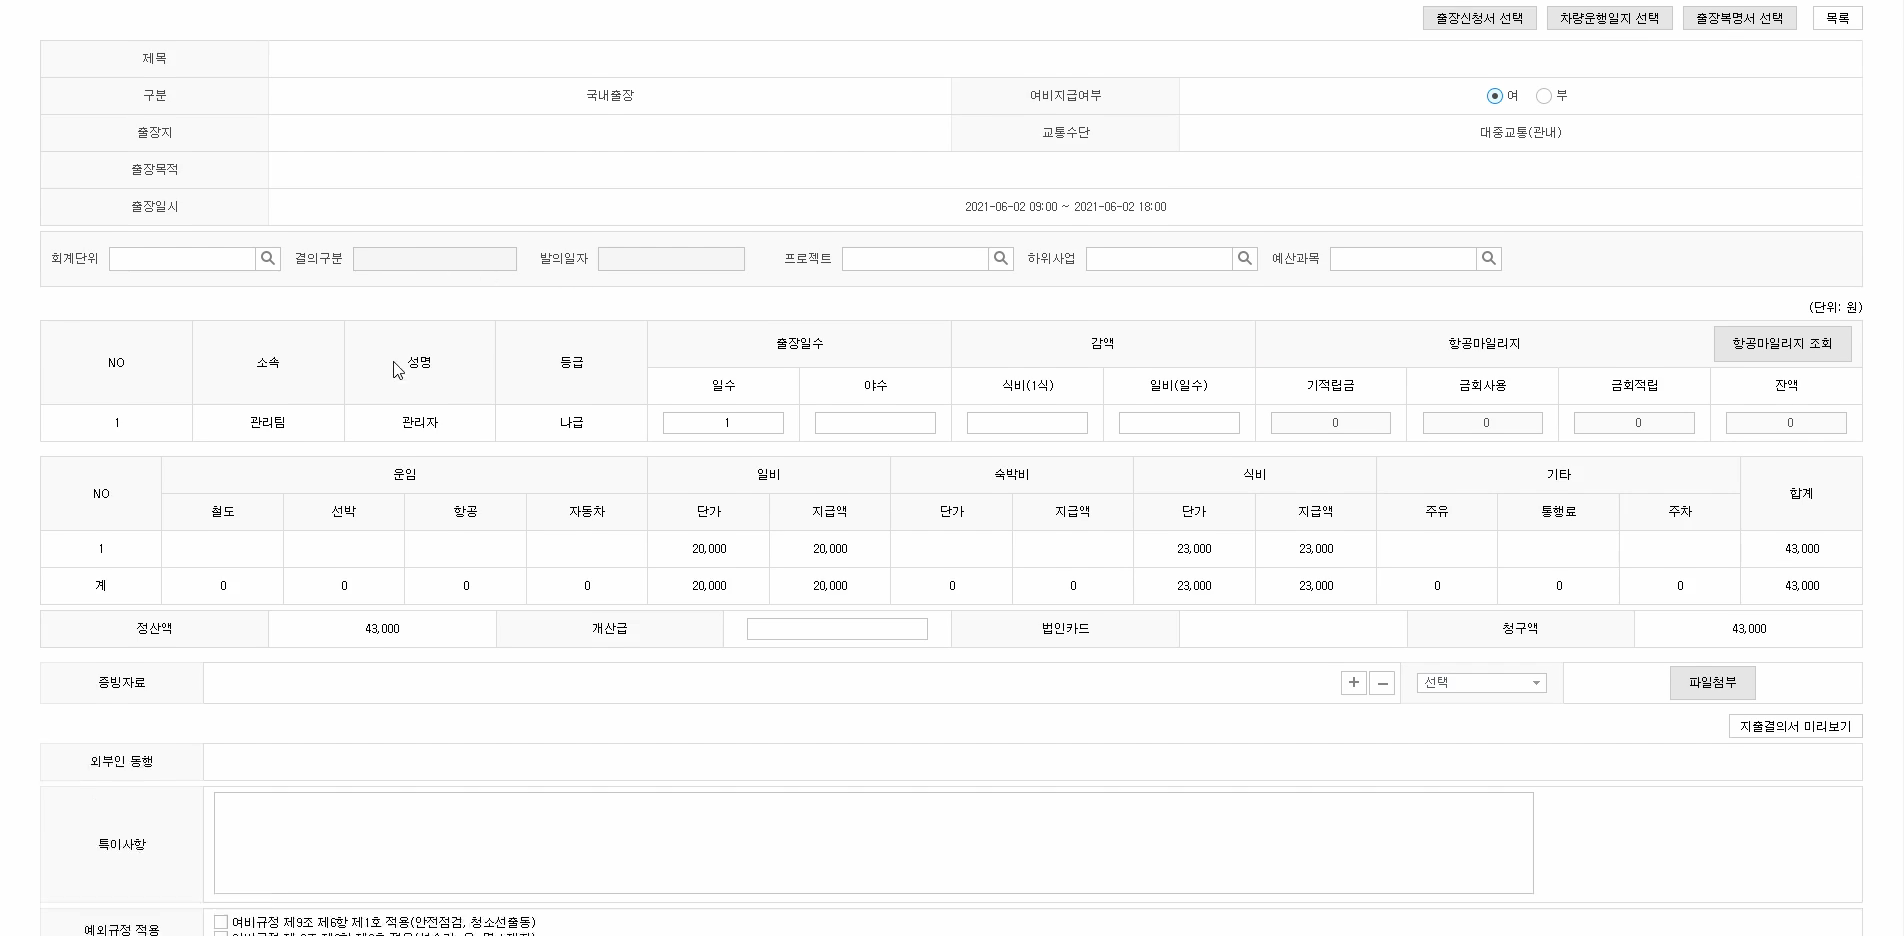 출장신청서 선택 차량운행일지 선택 출장복명서 선택 목록
제목
구분 국내출장 여비지급여부 여 부
출장지 교통수단 대중교통(관내)
출장목적
출장일시 2021-06-02 09:00 ~ 2021-06-02 18:00
회계단위 결의구분 발의일자 프로젝트 하위사업 예산과목
(단위: 원)
NO 소속 성명 등급 출장일수 감액 항공마일리지 항공마일리지 조회
일수 야수 식비(1식) 일비(일수) 기적립금 금회사용 금회적립 잔액
1 관리팀 관리자 나급 1 0 0 0 0
NO 운임 일비 숙박비 식비 기타 합계
철도 선박 항공 자동차 단가 지급액 단가 지급액 단가 지급액 주유 통행료 주차
1 20,000 20,000 23,000 23,000 43,000
계 0 0 0 0 20,000 20,000 0 0 23,000 23,000 0 0 0 43,000
정산액 43,000 개산급 법인카드 청구액 43,000
증빙자료 + - 선택 파일첨부
지출결의서 미리보기
외부인 동행
특이사항
예외규정 적용 여비규정 제9조 제6항 제1호 적용(안전점검, 청소선출동)